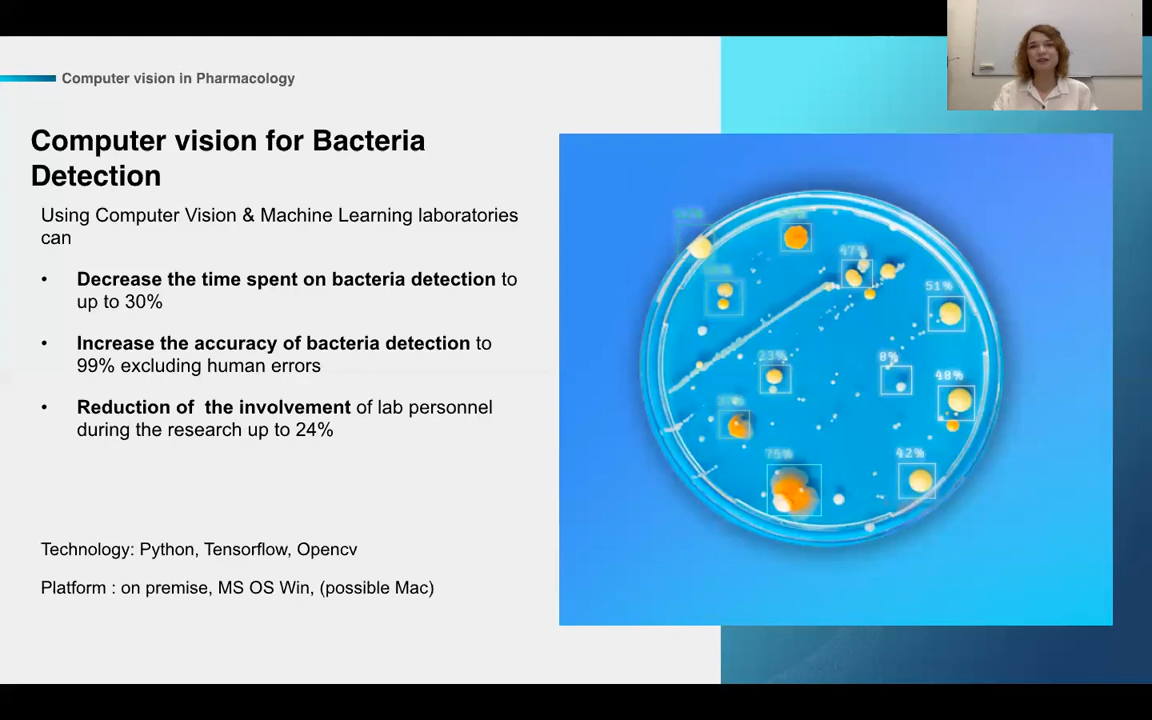 Computer vision in Pharmacology
Computer vision for Bacteria
Detection
Using Computer Vision & Machine Learning laboratories
can
• Decrease the time spent on bacteria detection to
up to 30%
• Increase the accuracy of bacteria detection to
99% excluding human errors
• Reduction of  the involvement of lab personnel
during the research up to 24%
Technology: Python, Tensorflow, Opencv
Platform : on premise, MS OS Win, (possible Mac)
47%
51%
23%
8%
48%
75%
42%